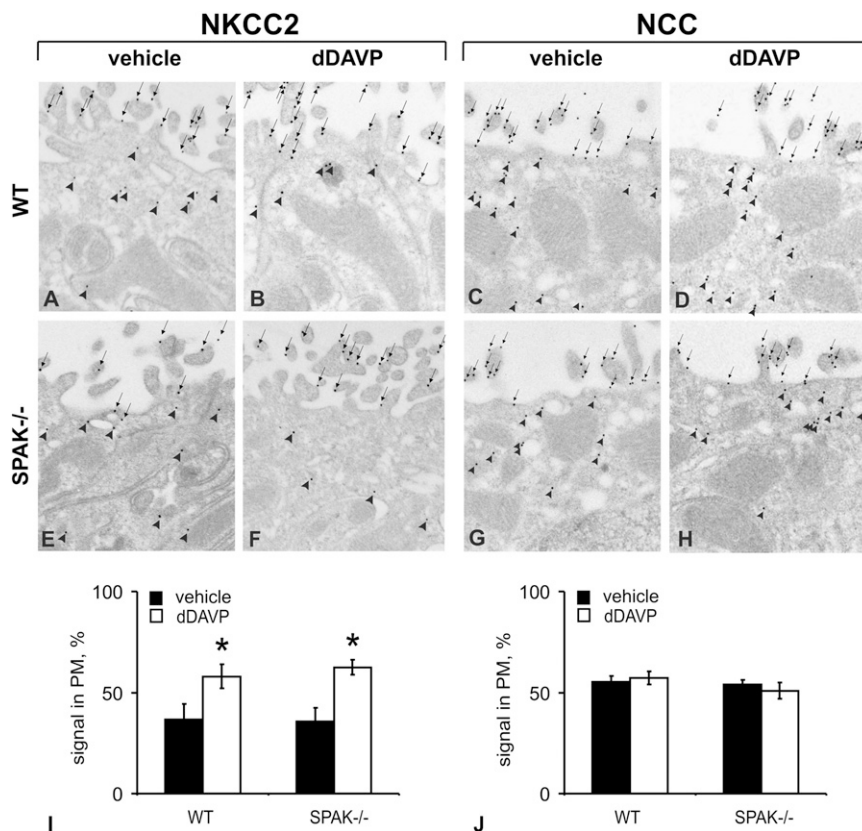 NKCC2 NCC
vehicle dDAVP vehicle dDAVP
WT
A B C D
SPAK-/-
E F G H
100 vehicle dDAVP * *
50
0
signal in PM, %
WT SPAK-/-
I
100 vehicle dDAVP
50
0
signal in PM, %
WT SPAK-/-
J